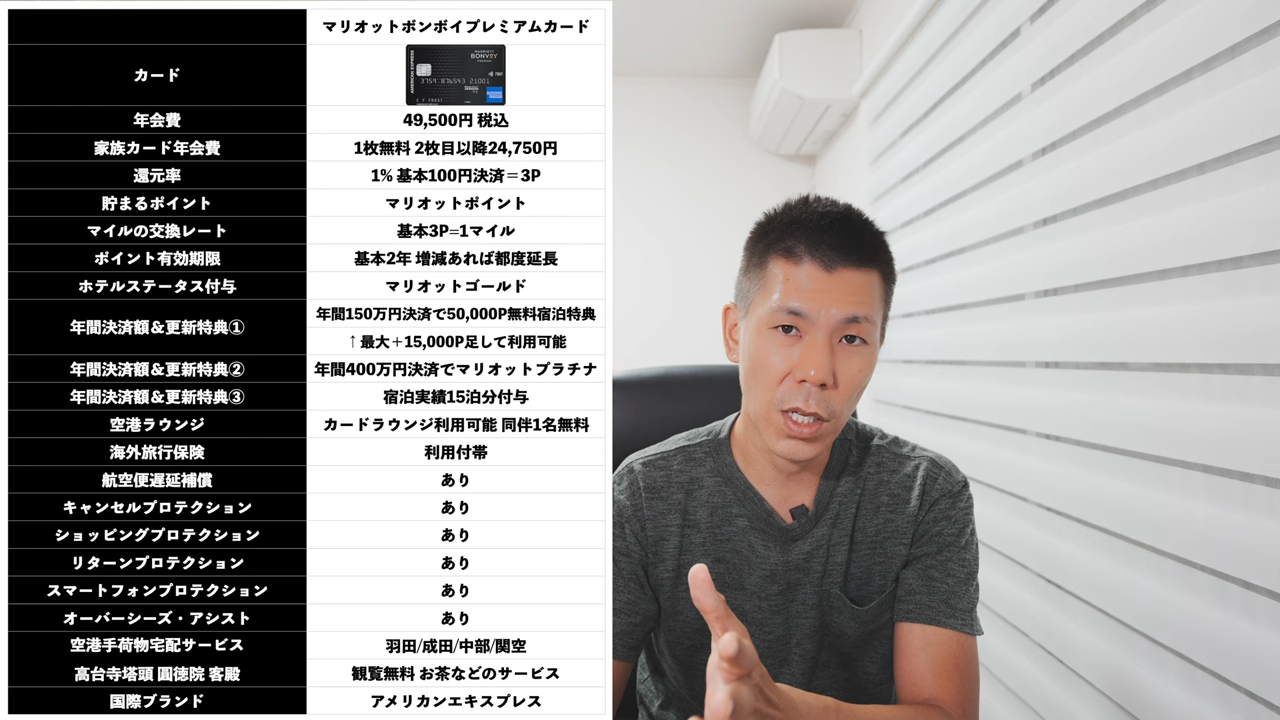 マリオットボンボイプレミアムカード
カード
AMERICAN EXPRESS
MARRIOTT
BONVOY
3759 876543 21001
C F FROST
年会費 49,500円 税込
家族カード年会費 1枚無料 2枚目以降24,750円
還元率 1% 基本100円決済=3P
貯まるポイント マリオットポイント
マイルの交換レート 基本3P=1マイル
ポイント有効期限 基本2年 増減あれば都度延長
ホテルステータス付与 マリオットゴールド
年間決済額&更新特典① 年間150万円決済で50,000P無料宿泊特典
↑最大+15,000P足して利用可能
年間決済額&更新特典② 年間400万円決済でマリオットプラチナ
年間決済額&更新特典③ 宿泊実績15泊分付与
空港ラウンジ カードラウンジ利用可能 同伴1名無料
海外旅行保険 利用付帯
航空便遅延補償 あり
キャンセルプロテクション あり
ショッピングプロテクション あり
リターンプロテクション あり
スマートフォンプロテクション あり
オーバーシーズ・アシスト あり
空港手荷物宅配サービス 羽田/成田/中部/関空
高台寺塔頭 圓徳院 客殿 観覧無料 お茶などのサービス
国際ブランド アメリカンエキスプレス